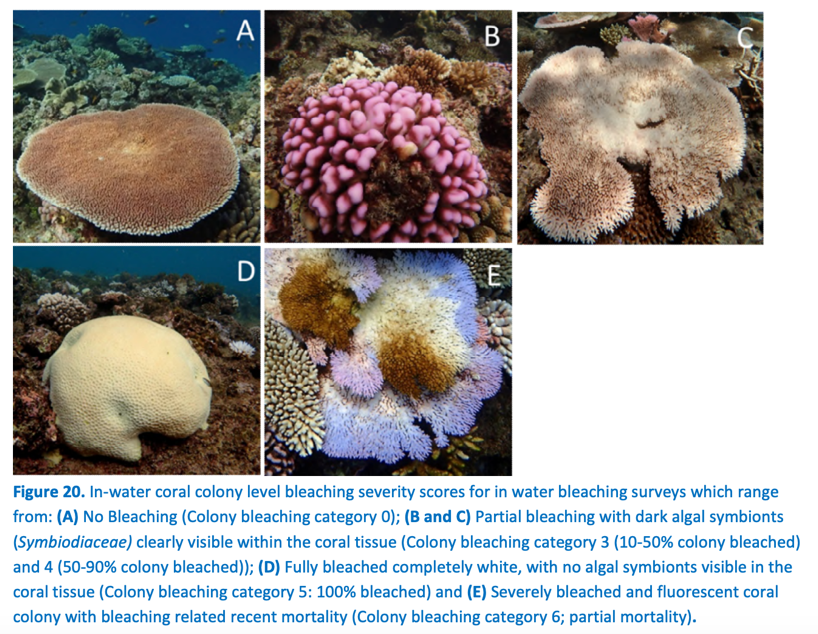 A
B
C
D
E
Figure 20. In-water coral colony level bleaching severity scores for in water bleaching surveys which range
from: (A) No Bleaching (Colony bleaching category 0); (B and C) Partial bleaching with dark algal symbionts
(Symbiodiaceae) clearly visible within the coral tissue (Colony bleaching category 3 (10-50% colony bleached)
and 4 (50-90% colony bleached)); (D) Fully bleached completely white, with no algal symbionts visible in the
coral tissue (Colony bleaching category 5: 100% bleached) and (E) Severely bleached and fluorescent coral
colony with bleaching related recent mortality (Colony bleaching category 6; partial mortality).